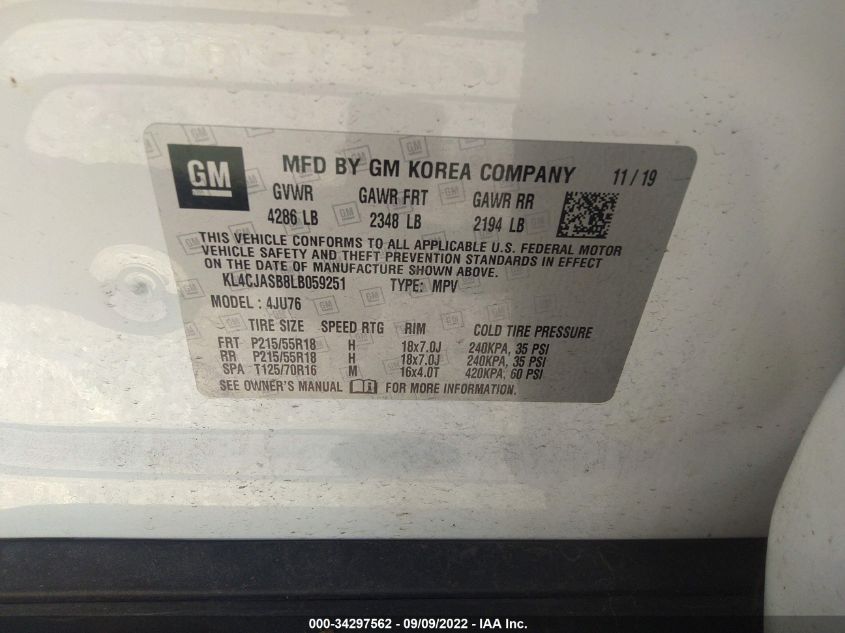 GM MFD BY GM KOREA COMPANY 11 / 19
GVWR GAWR FRT GAWR RR
4286 LB 2348 LB 2194 LB
THIS VEHICLE CONFORMS TO ALL APPLICABLE U.S. FEDERAL MOTOR
VEHICLE SAFETY AND THEFT PREVENTION STANDARDS IN EFFECT
ON THE DATE OF MANUFACTURE SHOWN ABOVE.
KL4CJASB8LB059251 TYPE: MPV
MODEL : 4JU76
TIRE SIZE SPEED RTG RIM COLD TIRE PRESSURE
FRT P215/55R18 H 18x7.0J 240KPA, 35 PSI
RR P215/55R18 H 18x7.0J 240KPA, 35 PSI
SPA T125/70R16 M 16x4.0T 420KPA, 60 PSI
SEE OWNER'S MANUAL FOR MORE INFORMATION.
000-34297562 - 09/09/2022 - © IAA Inc.